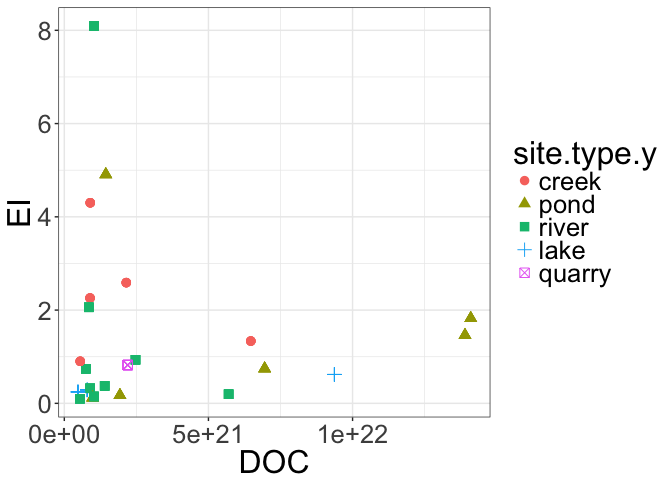 8
6
4
2
0
EI
0e+00
5e+21
1e+22
DOC
site.type.y
creek
pond
river
lake
quarry